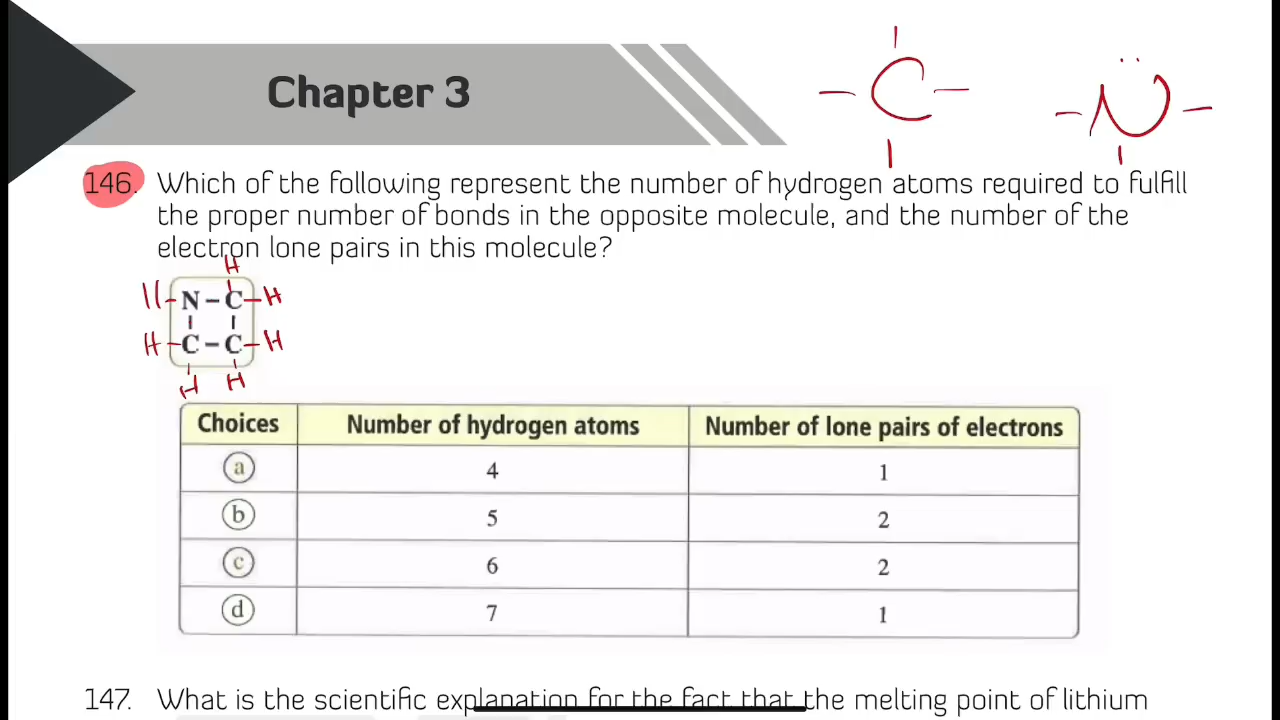 Chapter 3
C
N
146. Which of the following represent the number of hydrogen atoms required to fulfill
the proper number of bonds in the opposite molecule, and the number of the
electron lone pairs in this molecule?
H
H - N - C - H
H - C - C - H
H H
Choices Number of hydrogen atoms Number of lone pairs of electrons
a 4 1
b 5 2
c 6 2
d 7 1
147. What is the scientific explanation for the fact that the melting point of lithium